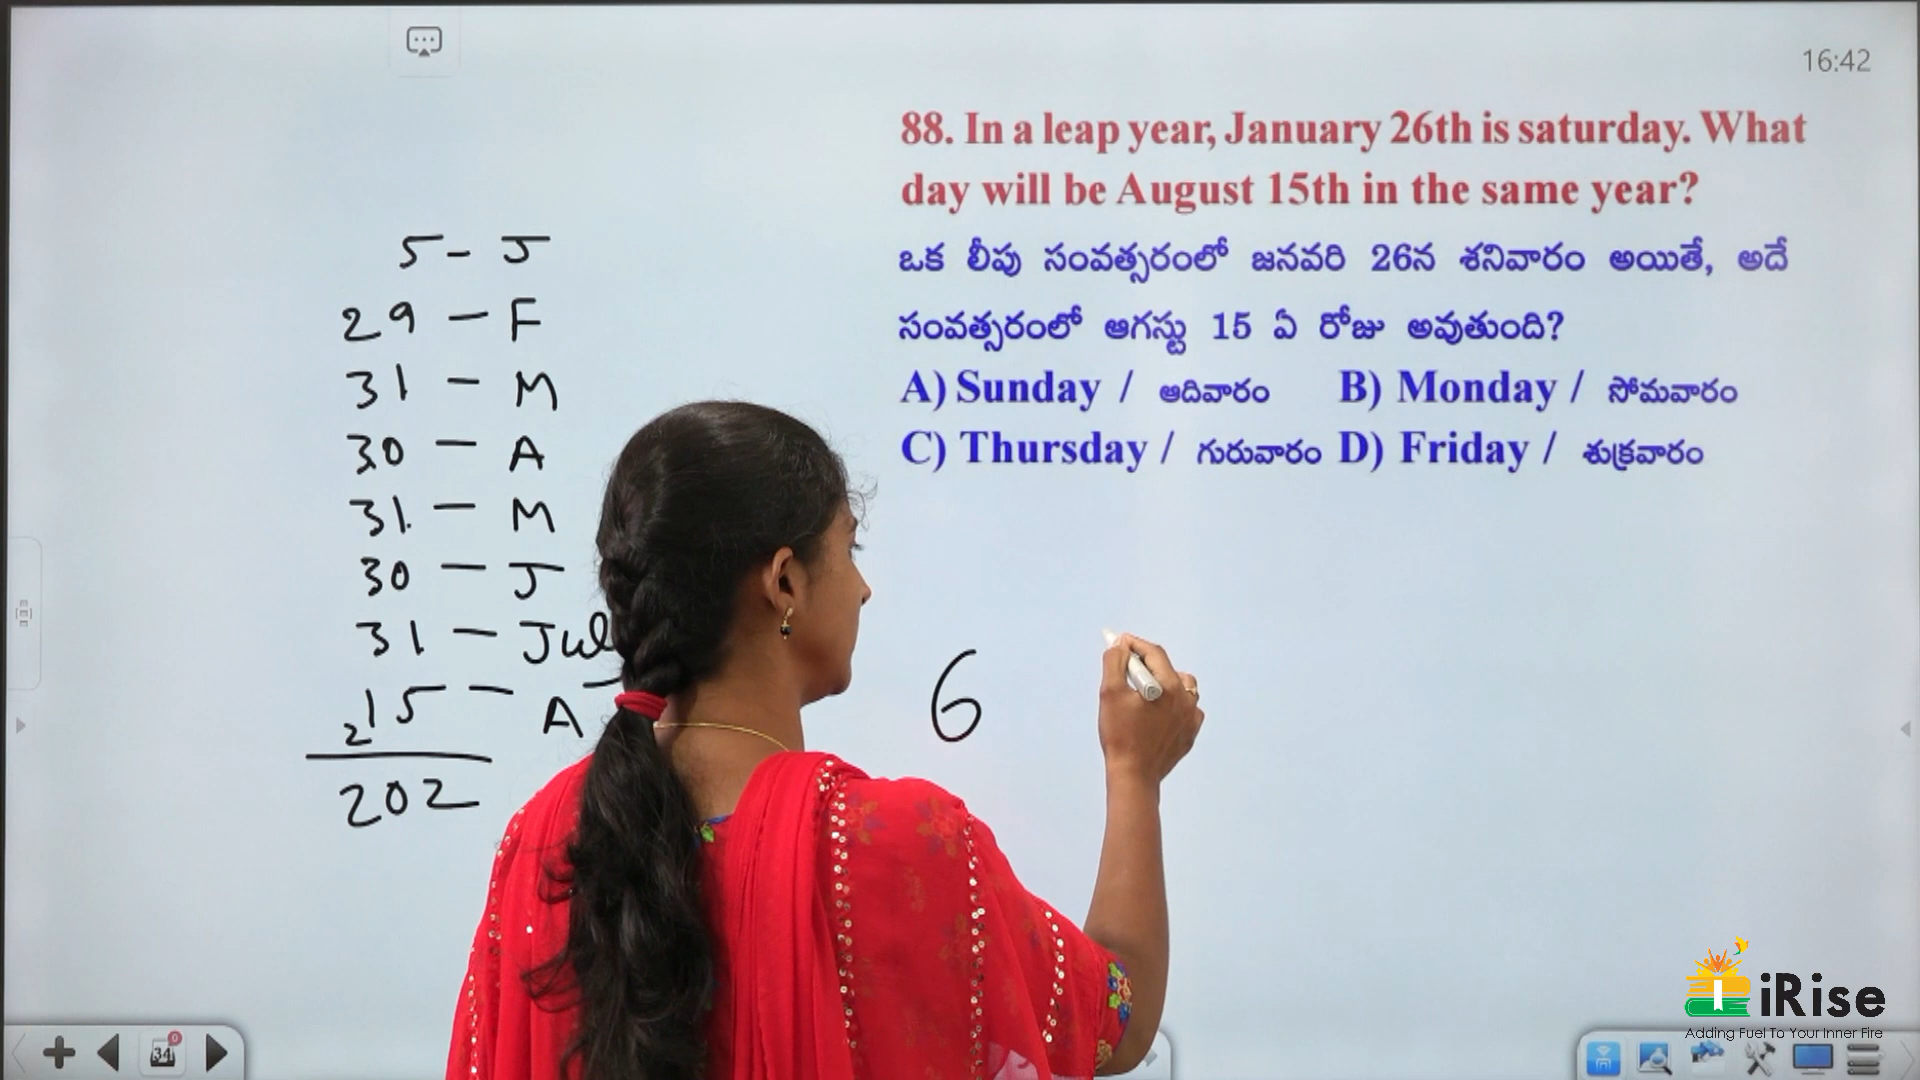 16:42
88. In a leap year, January 26th is saturday. What
day will be August 15th in the same year?
ఒక లీపు సంవత్సరంలో జనవరి 26న శనివారం అయితే, అదే
సంవత్సరంలో ఆగస్టు 15 ఏ రోజు అవుతుంది?
A) Sunday / ఆదివారం B) Monday / సోమవారం
C) Thursday / గురువారం D) Friday / శుక్రవారం
5 - J
29 - F
31 - M
30 - A
31 - M
30 - J
31 - July
2 15 - A
202
6
iRise
Adding Fuel To Your Inner Fire
34
0